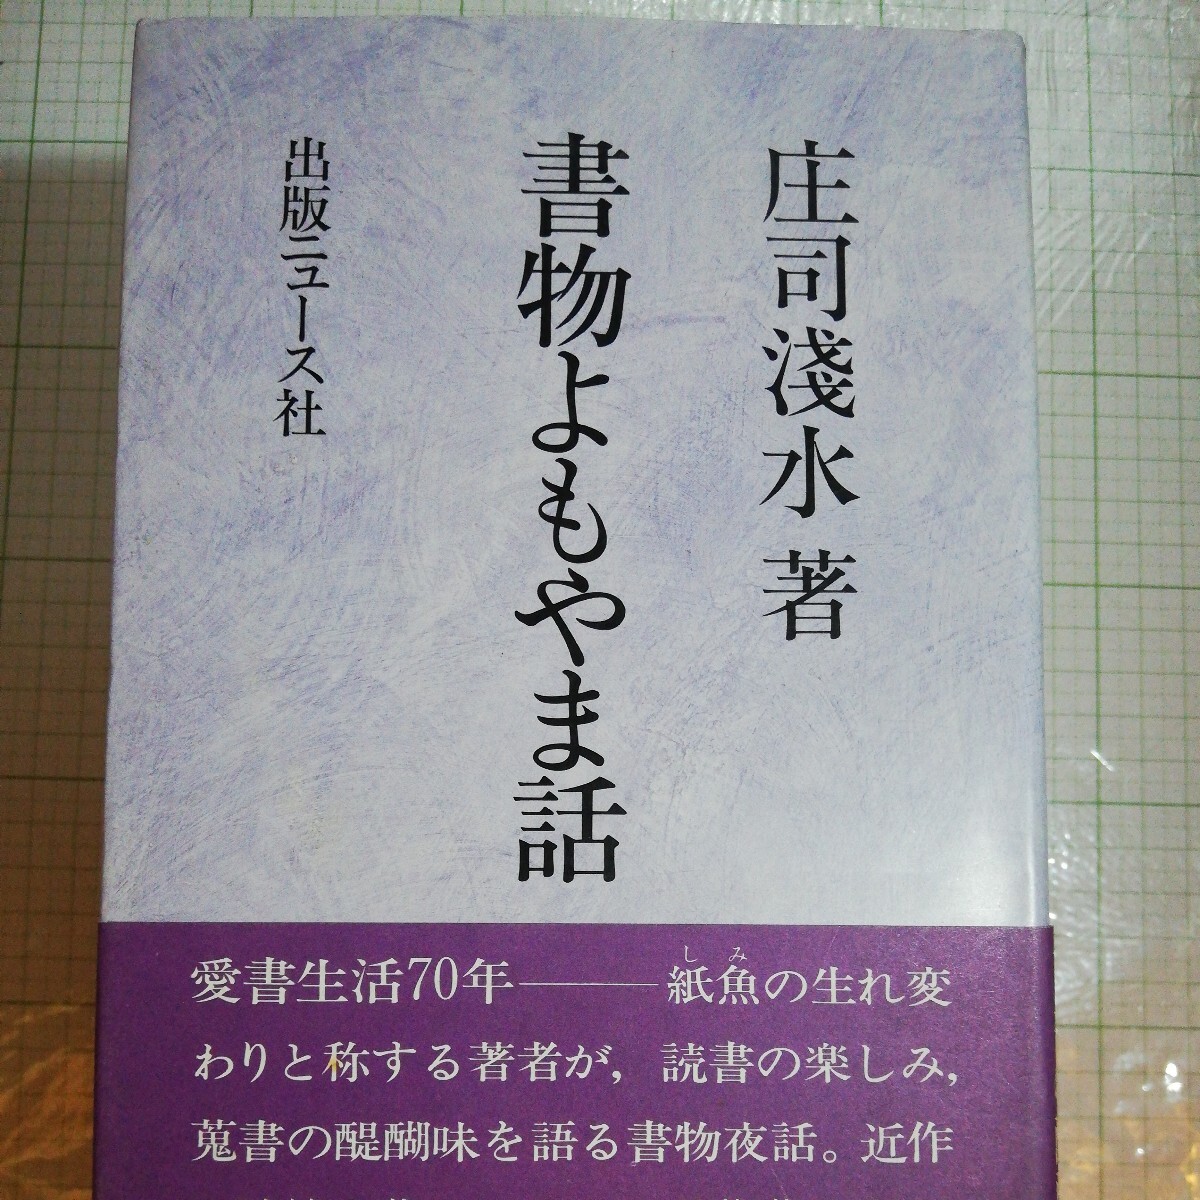 庄司淺水 著
書物よもやま話
出版ニュース社
愛書生活70年――紙魚の生れ変
しみ
わりと称する著者が，読書の楽しみ，
蒐書の醍醐味を語る書物夜話。近作